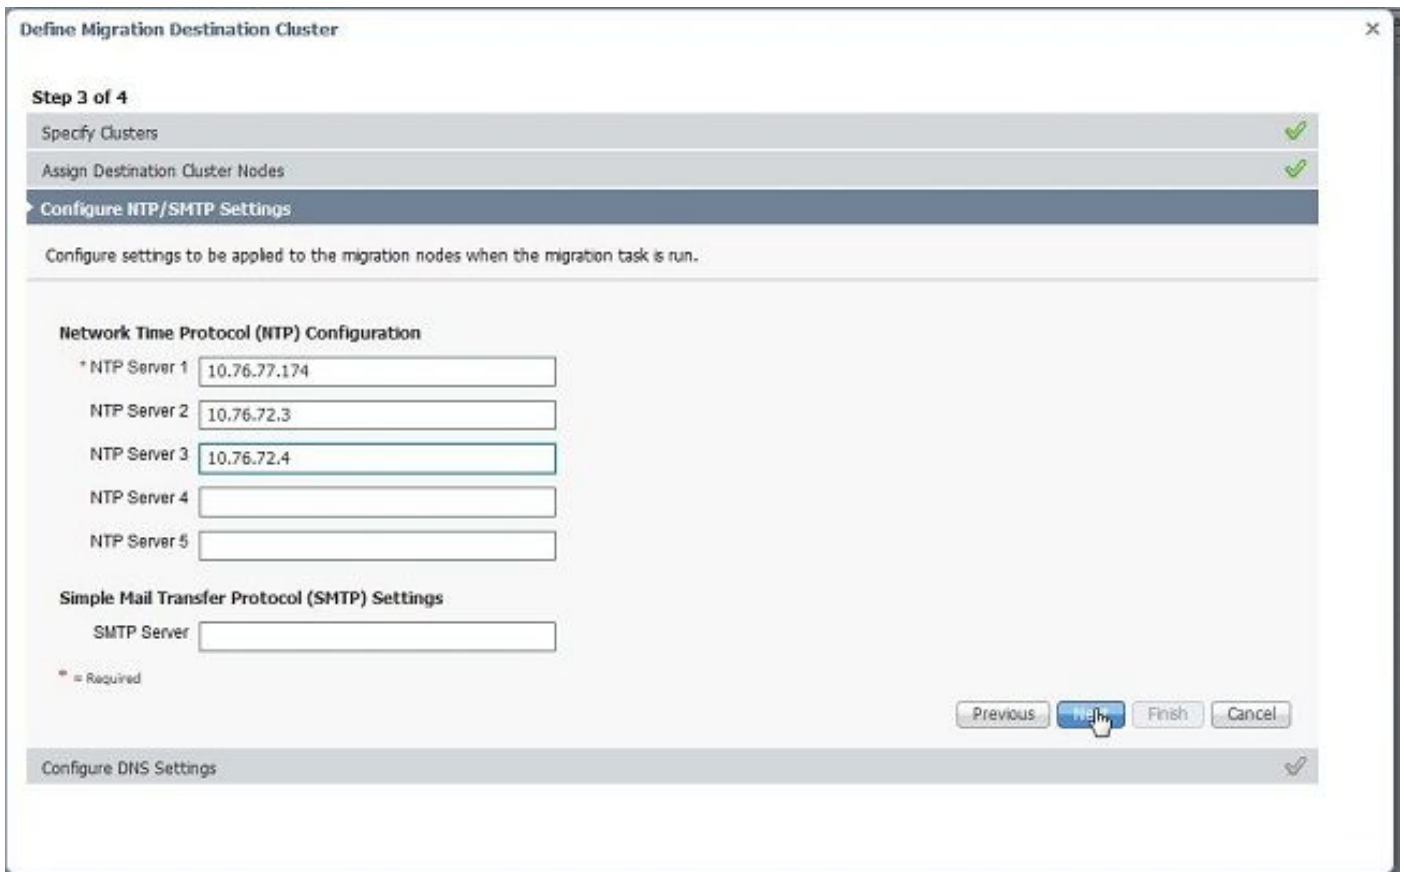 Define Migration Destination Cluster
Step 3 of 4
Specify Clusters
Assign Destination Cluster Nodes
Configure NTP/SMTP Settings
Configure settings to be applied to the migration nodes when the migration task is run.
Network Time Protocol (NTP) Configuration
* NTP Server 1 10.76.77.174
NTP Server 2 10.76.72.3
NTP Server 3 10.76.72.4
NTP Server 4
NTP Server 5
Simple Mail Transfer Protocol (SMTP) Settings
SMTP Server
* = Required
Previous Finish Cancel
Configure DNS Settings